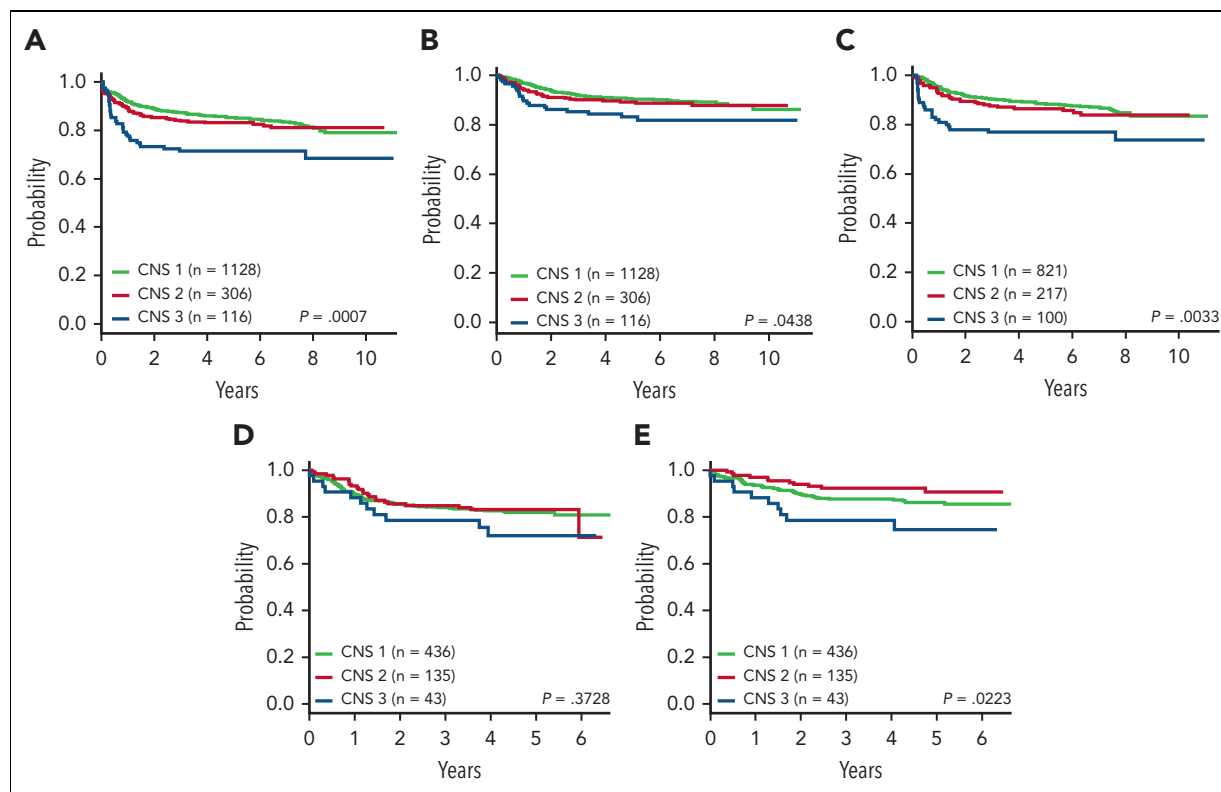 A
1.0
0.8
0.6
0.4
0.2
0.0
Probability
CNS 1 (n = 1128)
CNS 2 (n = 306)
CNS 3 (n = 116)
P = .0007
0 2 4 6 8 10
Years
B
1.0
0.8
0.6
0.4
0.2
0.0
Probability
CNS 1 (n = 1128)
CNS 2 (n = 306)
CNS 3 (n = 116)
P = .0438
0 2 4 6 8 10
Years
C
1.0
0.8
0.6
0.4
0.2
0.0
Probability
CNS 1 (n = 821)
CNS 2 (n = 217)
CNS 3 (n = 100)
P = .0033
0 2 4 6 8 10
Years
D
1.0
0.8
0.6
0.4
0.2
0.0
Probability
CNS 1 (n = 436)
CNS 2 (n = 135)
CNS 3 (n = 43)
P = .3728
0 1 2 3 4 5 6
Years
E
1.0
0.8
0.6
0.4
0.2
0.0
Probability
CNS 1 (n = 436)
CNS 2 (n = 135)
CNS 3 (n = 43)
P = .0223
0 1 2 3 4 5 6
Years